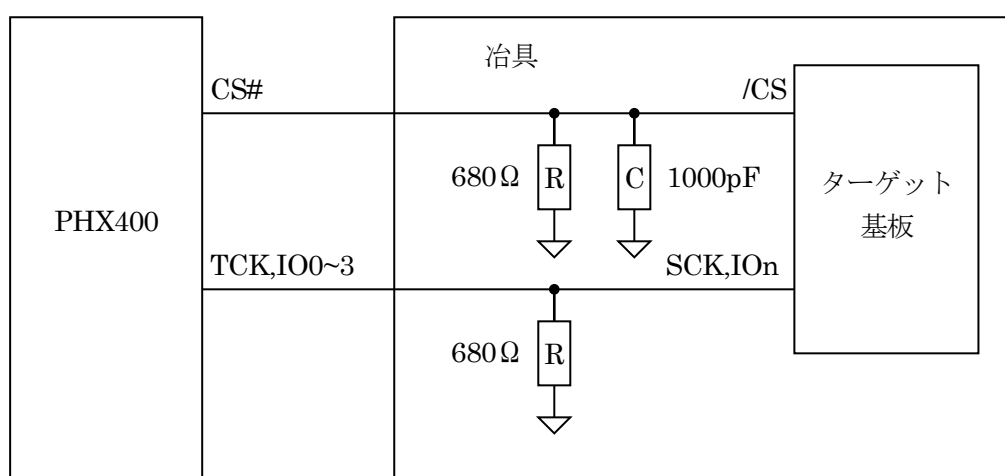 冶具
CS#
/CS
680Ω
R
C
1000pF
ターゲット
基板
PHX400
TCK,IO0~3
SCK,IOn
680Ω
R